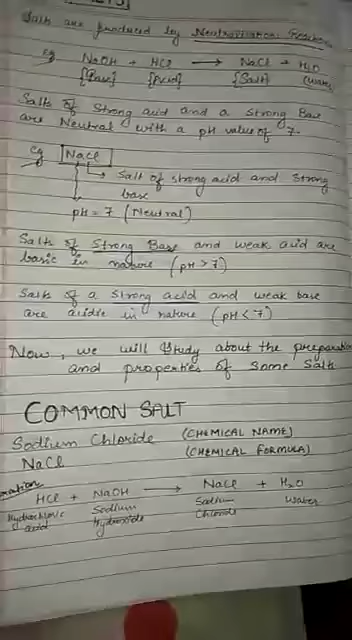 Salts are produced by Neutralization Reaction
eg NaOH + HCl → NaCl + H₂O
{Base} {Acid} {Salt} (Water)
Salts of Strong acid and a Strong Base
are Neutral with a pH value of 7.
eg NaCl
→ Salt of strong acid and strong
base
pH = 7 (Neutral)
Salts of Strong Base and weak acid are
basic in nature (pH > 7)
Salts of a strong acid and weak base
are acidic in nature (pH < 7)
Now, we will study about the preparation
and properties of some salts
COMMON SALT
Sodium Chloride (CHEMICAL NAME)
NaCl (CHEMICAL FORMULA)
HCl + NaOH → NaCl + H₂O
Hydrochloric Sodium Sodium Water
acid Hydroxide Chloride